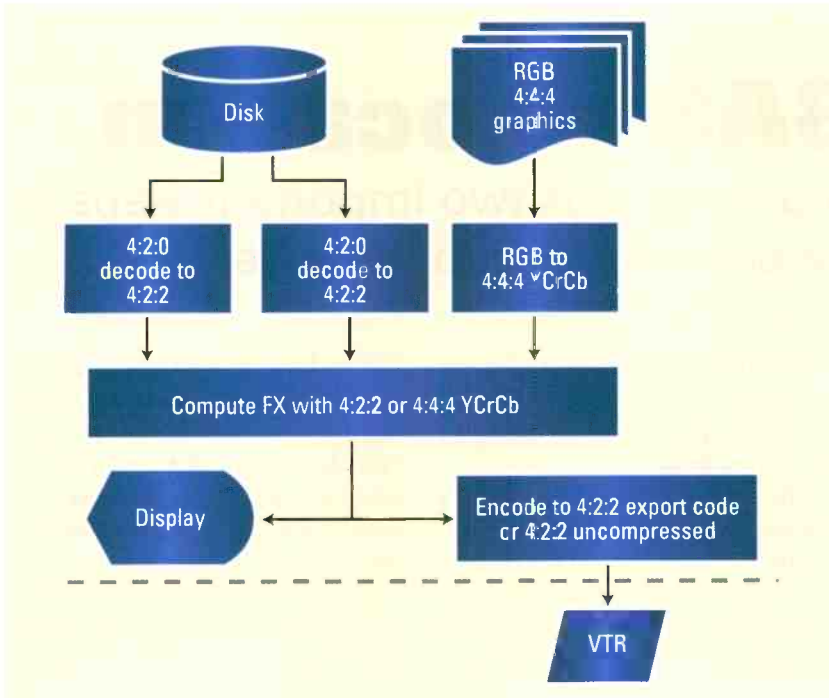 Disk
RGB
4:4:4
graphics
4:2:0
decode to
4:2:2
4:2:0
decode to
4:2:2
RGB to
4:4:4 YCrCb
Compute FX with 4:2:2 or 4:4:4 YCrCb
Display
Encode to 4:2:2 export code
or 4:2:2 uncompressed
VTR